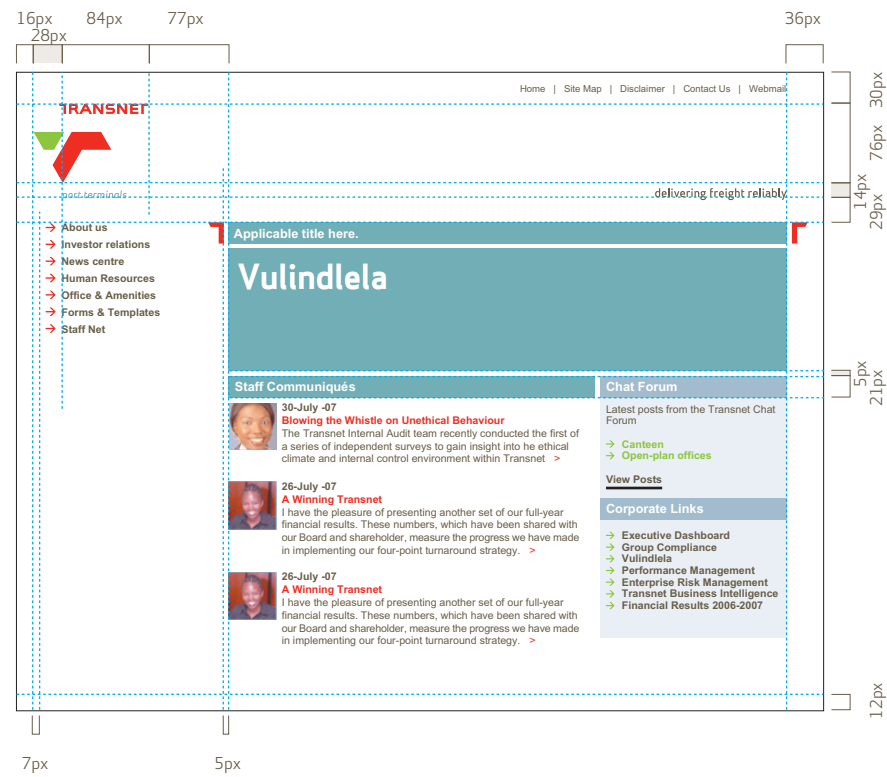 16px 84px 77px 36px
28px
Home | Site Map | Disclaimer | Contact Us | Webmail
30px
TRANSNET
76px
port terminals
delivering freight reliably
14px
29px
About us
Investor relations
News centre
Human Resources
Office & Amenities
Forms & Templates
Staff Net
Applicable title here.
Vulindlela
5px
21px
Staff Communiqués
30-July -07
Blowing the Whistle on Unethical Behaviour
The Transnet Internal Audit team recently conducted the first of
a series of independent surveys to gain insight into he ethical
climate and internal control environment within Transnet >
26-July -07
A Winning Transnet
I have the pleasure of presenting another set of our full-year
financial results. These numbers, which have been shared with
our Board and shareholder, measure the progress we have made
in implementing our four-point turnaround strategy. >
26-July -07
A Winning Transnet
I have the pleasure of presenting another set of our full-year
financial results. These numbers, which have been shared with
our Board and shareholder, measure the progress we have made
in implementing our four-point turnaround strategy. >
Chat Forum
Latest posts from the Transnet Chat
Forum
Canteen
Open-plan offices
View Posts
Corporate Links
Executive Dashboard
Group Compliance
Vulindlela
Performance Management
Enterprise Risk Management
Transnet Business Intelligence
Financial Results 2006-2007
12px
7px 5px